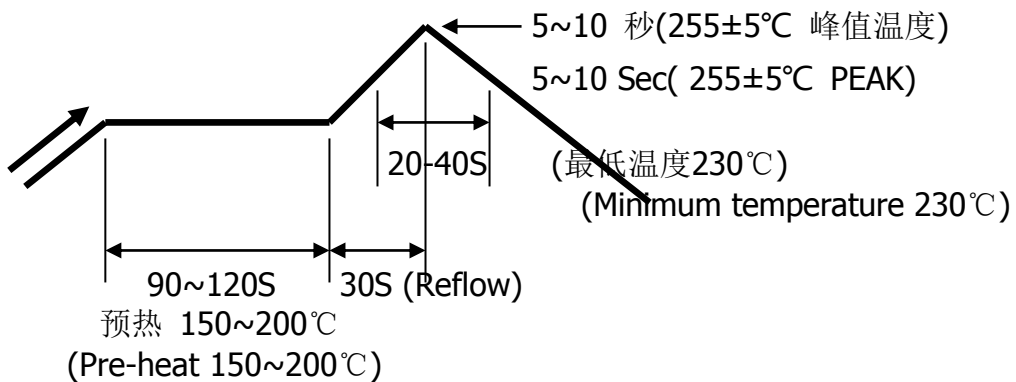 5~10 秒(255±5℃ 峰值温度)
5~10 Sec( 255±5℃ PEAK)
20-40S
(最低温度230℃)
(Minimum temperature 230℃)
90~120S
30S (Reflow)
预热 150~200℃
(Pre-heat 150~200℃)